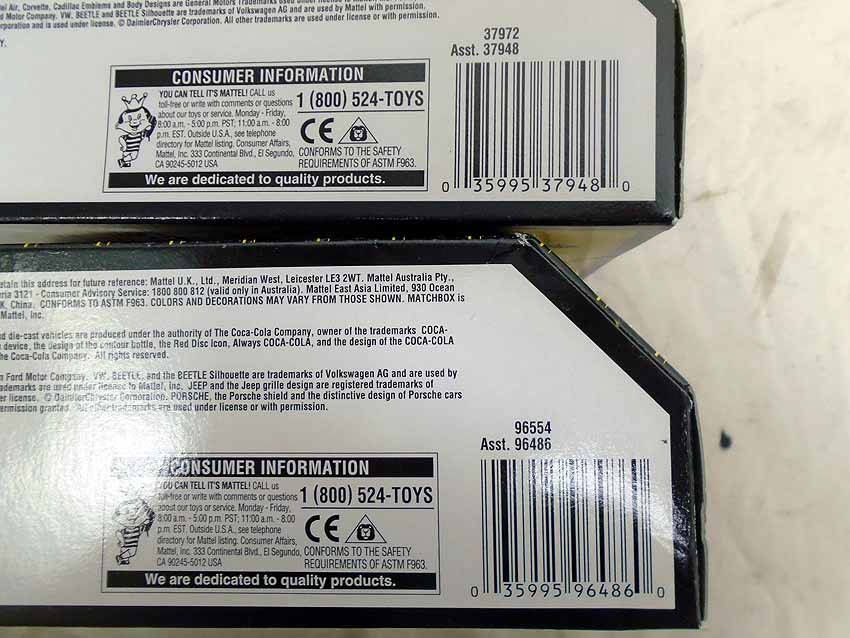 el Air, Corvette, Cadillac Emblems and Body Designs are General Motors Trademarks used under license to Mattel, Inc.
d Motor Company. VW, BEETLE and BEETLE Silhouette are trademarks of Volkswagen AG and are used by Mattel with permission.
rporation and is used under license. © DaimlerChrysler Corporation. All other trademarks are used under license or with permission.
Y.
37972
Asst. 37948
CONSUMER INFORMATION
YOU CAN TELL IT'S MATTEL! CALL us
toll-free or write with comments or questions
about our toys or service. Monday - Friday,
8:00 a.m. - 5:00 p.m. PST; 11:00 a.m. - 8:00
p.m. EST. Outside U.S.A., see telephone
directory for Mattel listing. Consumer Affairs,
Mattel, Inc. 333 Continental Blvd., El Segundo,
CA 90245-5012 USA
1 (800) 524-TOYS
CE
CONFORMS TO THE SAFETY
REQUIREMENTS OF ASTM F963.
We are dedicated to quality products.
0 35995 37948 0
etain this address for future reference: Mattel U.K., Ltd., Meridian West, Leicester LE3 2WT. Mattel Australia Pty.,
ria 3121 - Consumer Advisory Service: 1800 800 812 (valid only in Australia). Mattel East Asia Limited, 930 Ocean
K, China. CONFORMS TO ASTM F963. COLORS AND DECORATIONS MAY VARY FROM THOSE SHOWN. MATCHBOX is
Mattel, Inc.
nd die-cast vehicles are produced under the authority of The Coca-Cola Company, owner of the trademarks COCA-
device, the design of the contour bottle, the Red Disc Icon, Always COCA-COLA, and the design of the COCA-COLA
he Coca-Cola Company. All rights reserved.
n Ford Motor Company. VW, BEETLE, and the BEETLE Silhouette are trademarks of Volkswagen AG and are used by
ademarks are used under license to Mattel, Inc. JEEP and the Jeep grille design are registered trademarks of
er license. © DaimlerChrysler Corporation. PORSCHE, the Porsche shield and the distinctive design of Porsche cars
ermission granted. All other trademarks are used under license or with permission.
96554
Asst. 96486
CONSUMER INFORMATION
YOU CAN TELL IT'S MATTEL! CALL us
toll-free or write with comments or questions
about our toys or service. Monday - Friday,
8:00 a.m. - 5:00 p.m. PST; 11:00 a.m. - 8:00
p.m. EST. Outside U.S.A., see telephone
directory for Mattel listing. Consumer Affairs,
Mattel, Inc. 333 Continental Blvd., El Segundo,
CA 90245-5012 USA
1 (800) 524-TOYS
CE
CONFORMS TO THE SAFETY
REQUIREMENTS OF ASTM F963.
We are dedicated to quality products.
0 35995 96486 0